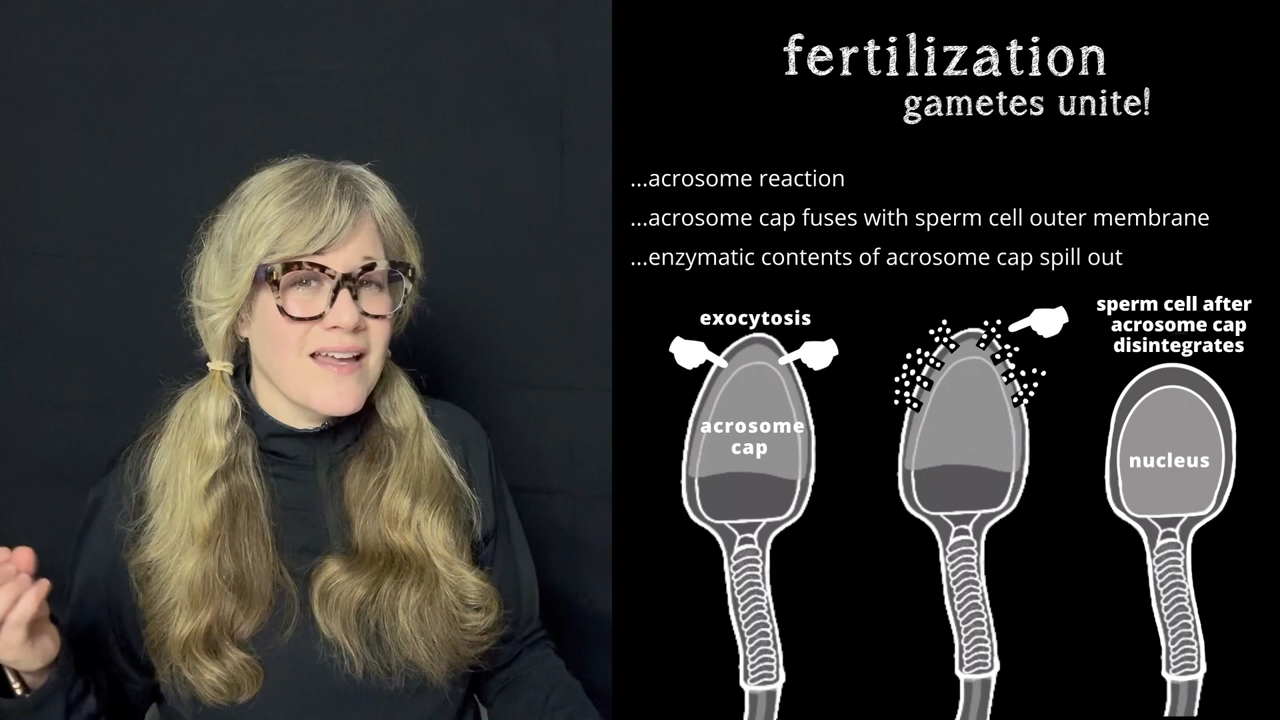 fertilization
gametes unite!
...acrosome reaction
...acrosome cap fuses with sperm cell outer membrane
...enzymatic contents of acrosome cap spill out
exocytosis
acrosome
cap
sperm cell after
acrosome cap
disintegrates
nucleus